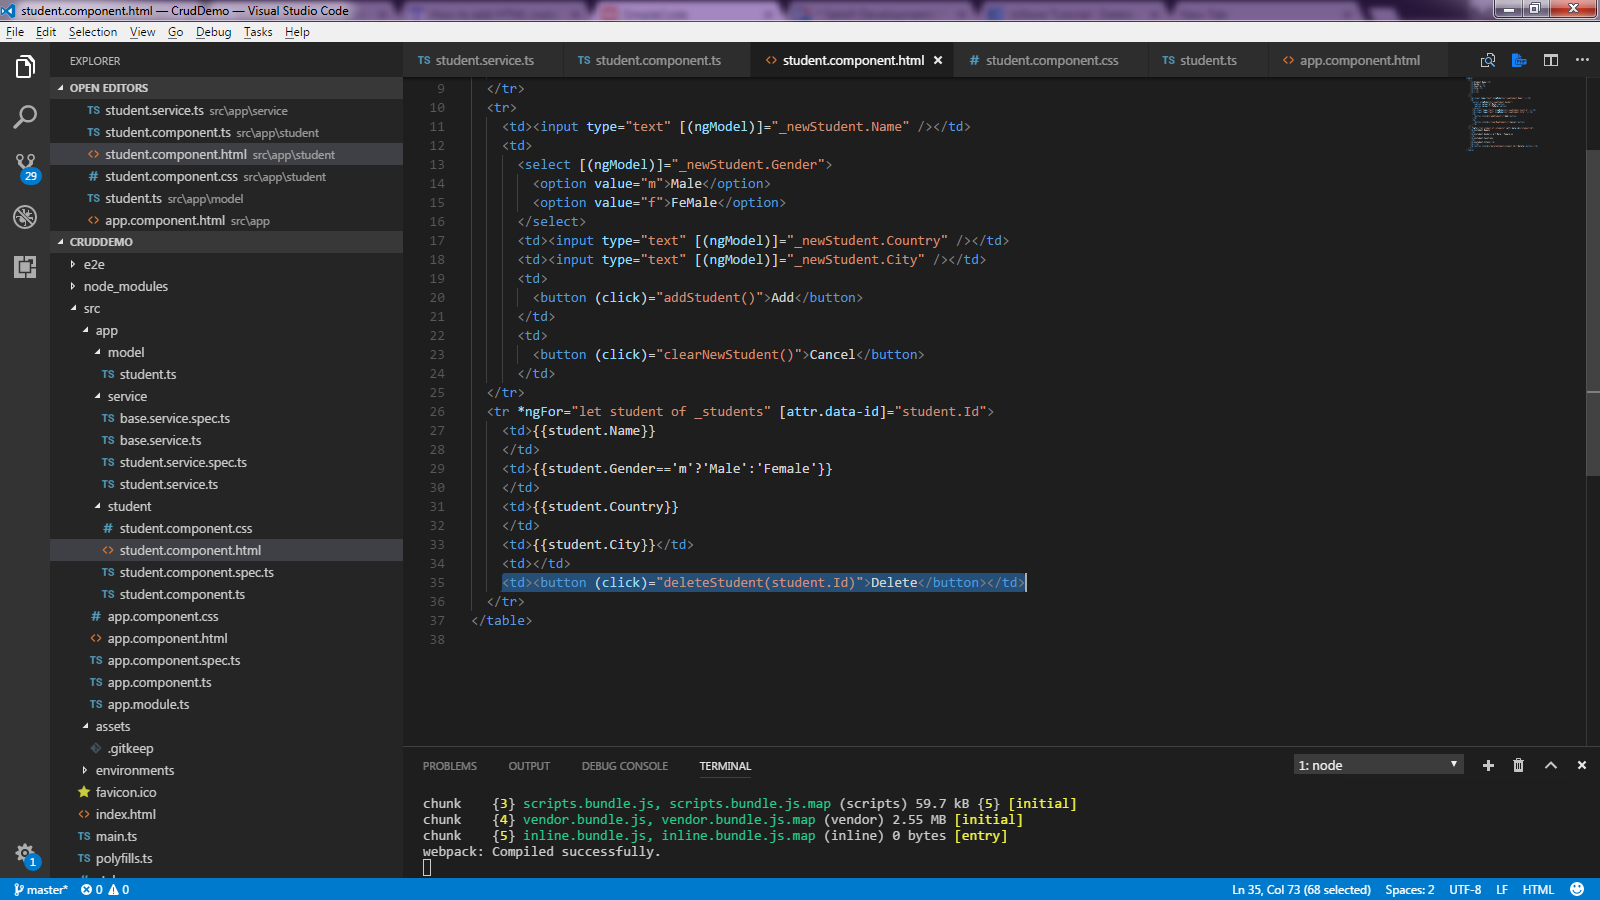 student.component.html — CrudDemo — Visual Studio Code
File Edit Selection View Go Debug Tasks Help
EXPLORER
OPEN EDITORS
TS student.service.ts src\app\service
TS student.component.ts src\app\student
<> student.component.html src\app\student
# student.component.css src\app\student
TS student.ts src\app\model
<> app.component.html src\app
CRUDDEMO
e2e
node_modules
src
app
model
TS student.ts
service
TS base.service.spec.ts
TS base.service.ts
TS student.service.spec.ts
TS student.service.ts
student
# student.component.css
<> student.component.html
TS student.component.spec.ts
TS student.component.ts
# app.component.css
<> app.component.html
TS app.component.spec.ts
TS app.component.ts
TS app.module.ts
assets
.gitkeep
environments
favicon.ico
<> index.html
TS main.ts
TS polyfills.ts
29
1
TS student.service.ts TS student.component.ts <> student.component.html # student.component.css TS student.ts <> app.component.html
9 </tr>
10 <tr>
11 <td><input type="text" [(ngModel)]="_newStudent.Name" /></td>
12 <td>
13 <select [(ngModel)]="_newStudent.Gender">
14 <option value="m">Male</option>
15 <option value="f">FeMale</option>
16 </select>
17 <td><input type="text" [(ngModel)]="_newStudent.Country" /></td>
18 <td><input type="text" [(ngModel)]="_newStudent.City" /></td>
19 <td>
20 <button (click)="addStudent()">Add</button>
21 </td>
22 <td>
23 <button (click)="clearNewStudent()">Cancel</button>
24 </td>
25 </tr>
26 <tr *ngFor="let student of _students" [attr.data-id]="student.Id">
27 <td>{{student.Name}}
28 </td>
29 <td>{{student.Gender=='m'?'Male':'Female'}}
30 </td>
31 <td>{{student.Country}}
32 </td>
33 <td>{{student.City}}</td>
34 <td></td>
35 <td><button (click)="deleteStudent(student.Id)">Delete</button></td>
36 </tr>
37 </table>
38
PROBLEMS OUTPUT DEBUG CONSOLE TERMINAL 1: node
chunk {3} scripts.bundle.js, scripts.bundle.js.map (scripts) 59.7 kB {5} [initial]
chunk {4} vendor.bundle.js, vendor.bundle.js.map (vendor) 2.55 MB [initial]
chunk {5} inline.bundle.js, inline.bundle.js.map (inline) 0 bytes [entry]
webpack: Compiled successfully.
master* 0 0 Ln 35, Col 73 (68 selected) Spaces: 2 UTF-8 LF HTML